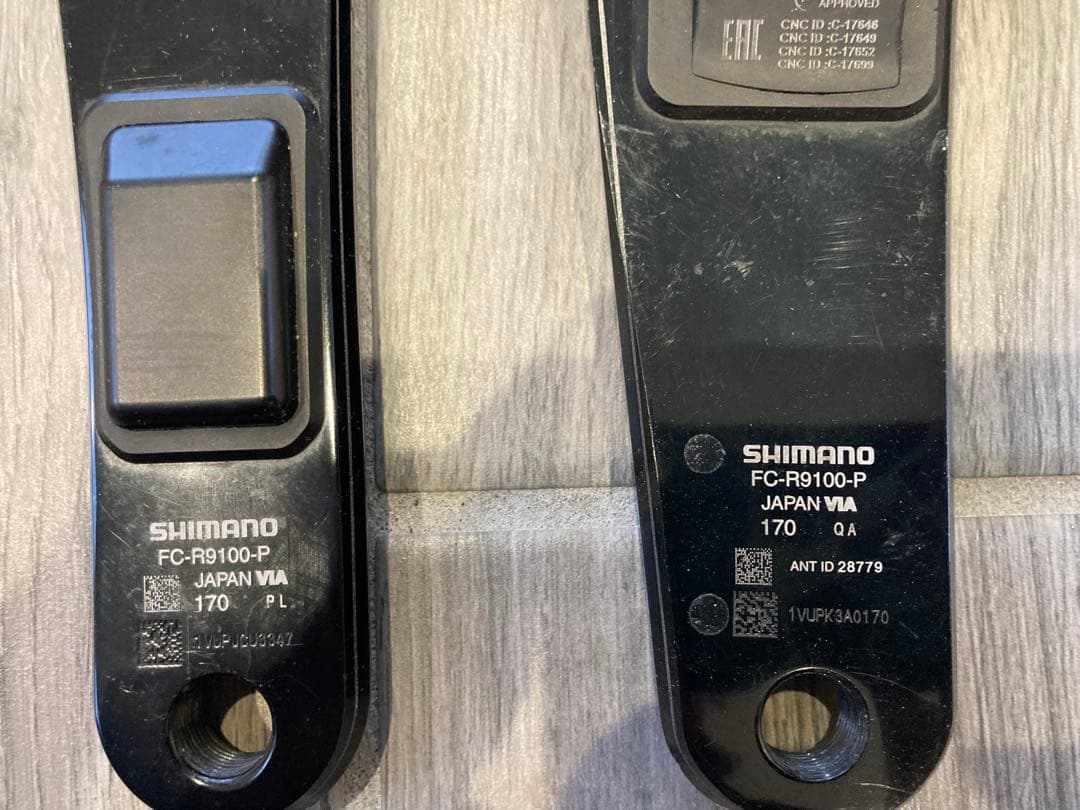 SHIMANO
FC-R9100-P
JAPAN VIA
170 PL
APPROVED
EAC
CNC ID :C-17646
CNC ID :C-17649
CNC ID :C-17652
CNC ID :C-17699
SHIMANO
FC-R9100-P
JAPAN VIA
170 QA
ANT ID 28779
1VUPK3A0170